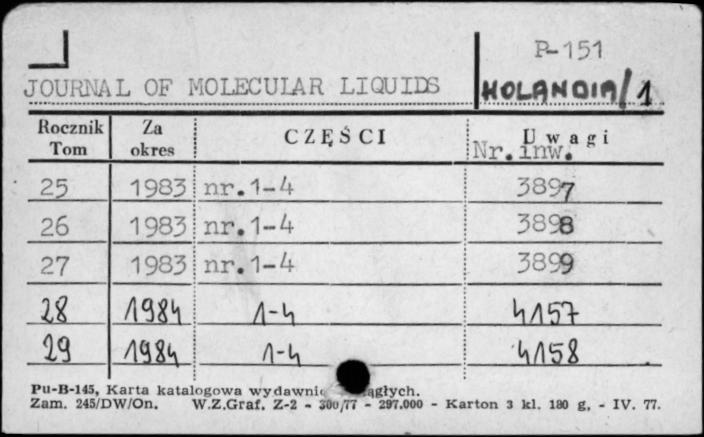 P-151
JOURNAL OF MOLECULAR LIQUIDS HOLANDIA/1
Rocznik Tom Za okres CZĘŚCI Uwagi
Nr. inw.
25 1983 nr. 1-4 3897
26 1983 nr. 1-4 3898
27 1983 nr. 1-4 3899
28 1984 1-4 4157
29 1984 1-4 4158
Pu-B-145, Karta katalogowa
Zam. 245/DW/On. W.Z.Graf. Z-2 - 300/77 - 297.000 - Karton 3 kl. 180 g. - IV. 77.